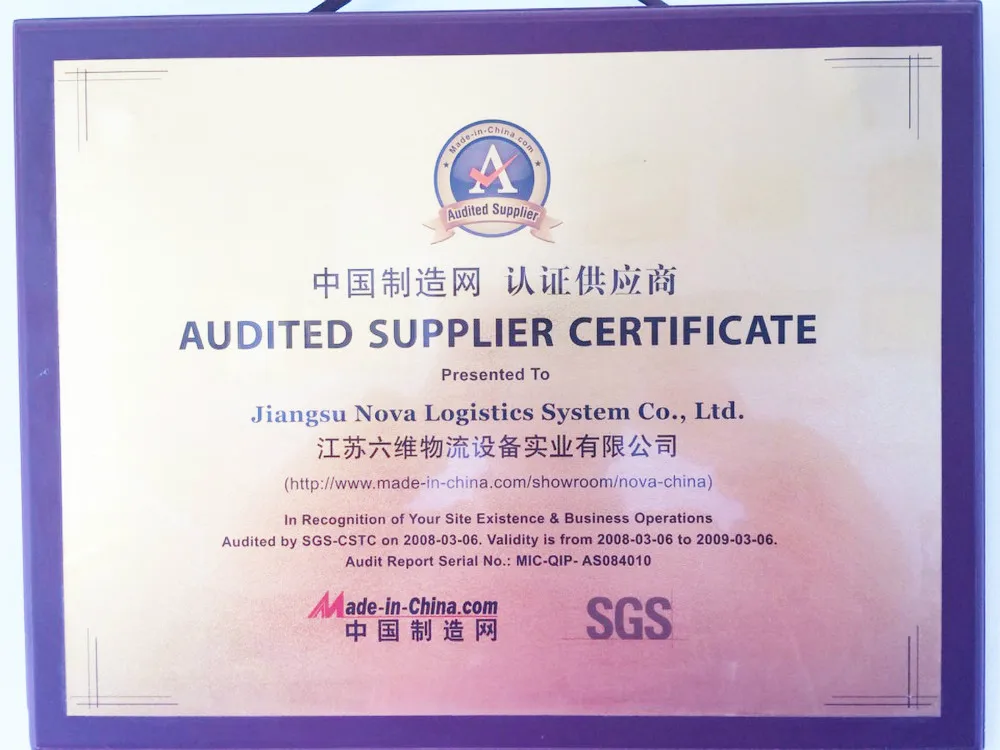 Made-in-China.com
A
Audited Supplier
中国制造网 认证供应商
AUDITED SUPPLIER CERTIFICATE
Presented To
Jiangsu Nova Logistics System Co., Ltd.
江苏六维物流设备实业有限公司
(http://www.made-in-china.com/showroom/nova-china)
In Recognition of Your Site Existence & Business Operations
Audited by SGS-CSTC on 2008-03-06. Validity is from 2008-03-06 to 2009-03-06.
Audit Report Serial No.: MIC-QIP- AS084010
Made-in-China.com
中国制造网
SGS